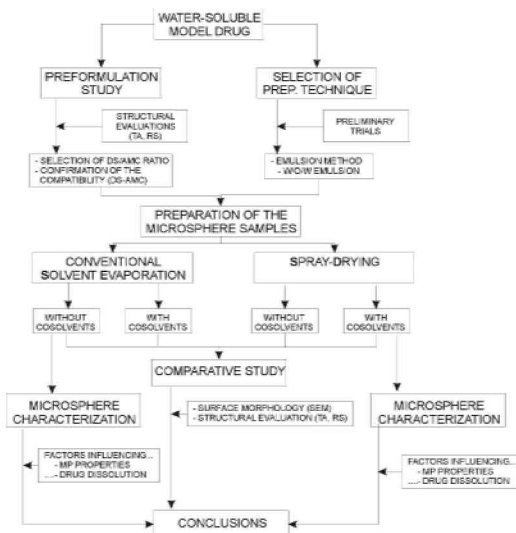 WATER-SOLUBLE
MODEL DRUG
PREFORMULATION
STUDY
SELECTION OF
PREP. TECHNIQUE
STRUCTURAL
EVALUATIONS
(TA, RS)
PRELIMINARY
TRIALS
- SELECTION OF DS/AMC RATIO
- CONFIRMATION OF THE
COMPATIBILITY (DS-AMC)
- EMULSION METHOD
- W/O/W EMULSION
PREPARATION OF THE
MICROSPHERE SAMPLES
CONVENTIONAL
SOLVENT EVAPORATION
SPRAY-DRYING
WITHOUT
COSOLVENTS
WITH
COSOLVENTS
WITHOUT
COSOLVENTS
WITH
COSOLVENTS
COMPARATIVE STUDY
MICROSPHERE
CHARACTERIZATION
- SURFACE MORPHOLOGY (SEM)
- STRUCTURAL EVALUATION (TA, RS)
MICROSPHERE
CHARACTERIZATION
FACTORS INFLUENCING...
- MP PROPERTIES
....- DRUG DISSOLUTION
FACTORS INFLUENCING...
- MP PROPERTIES
....- DRUG DISSOLUTION
CONCLUSIONS